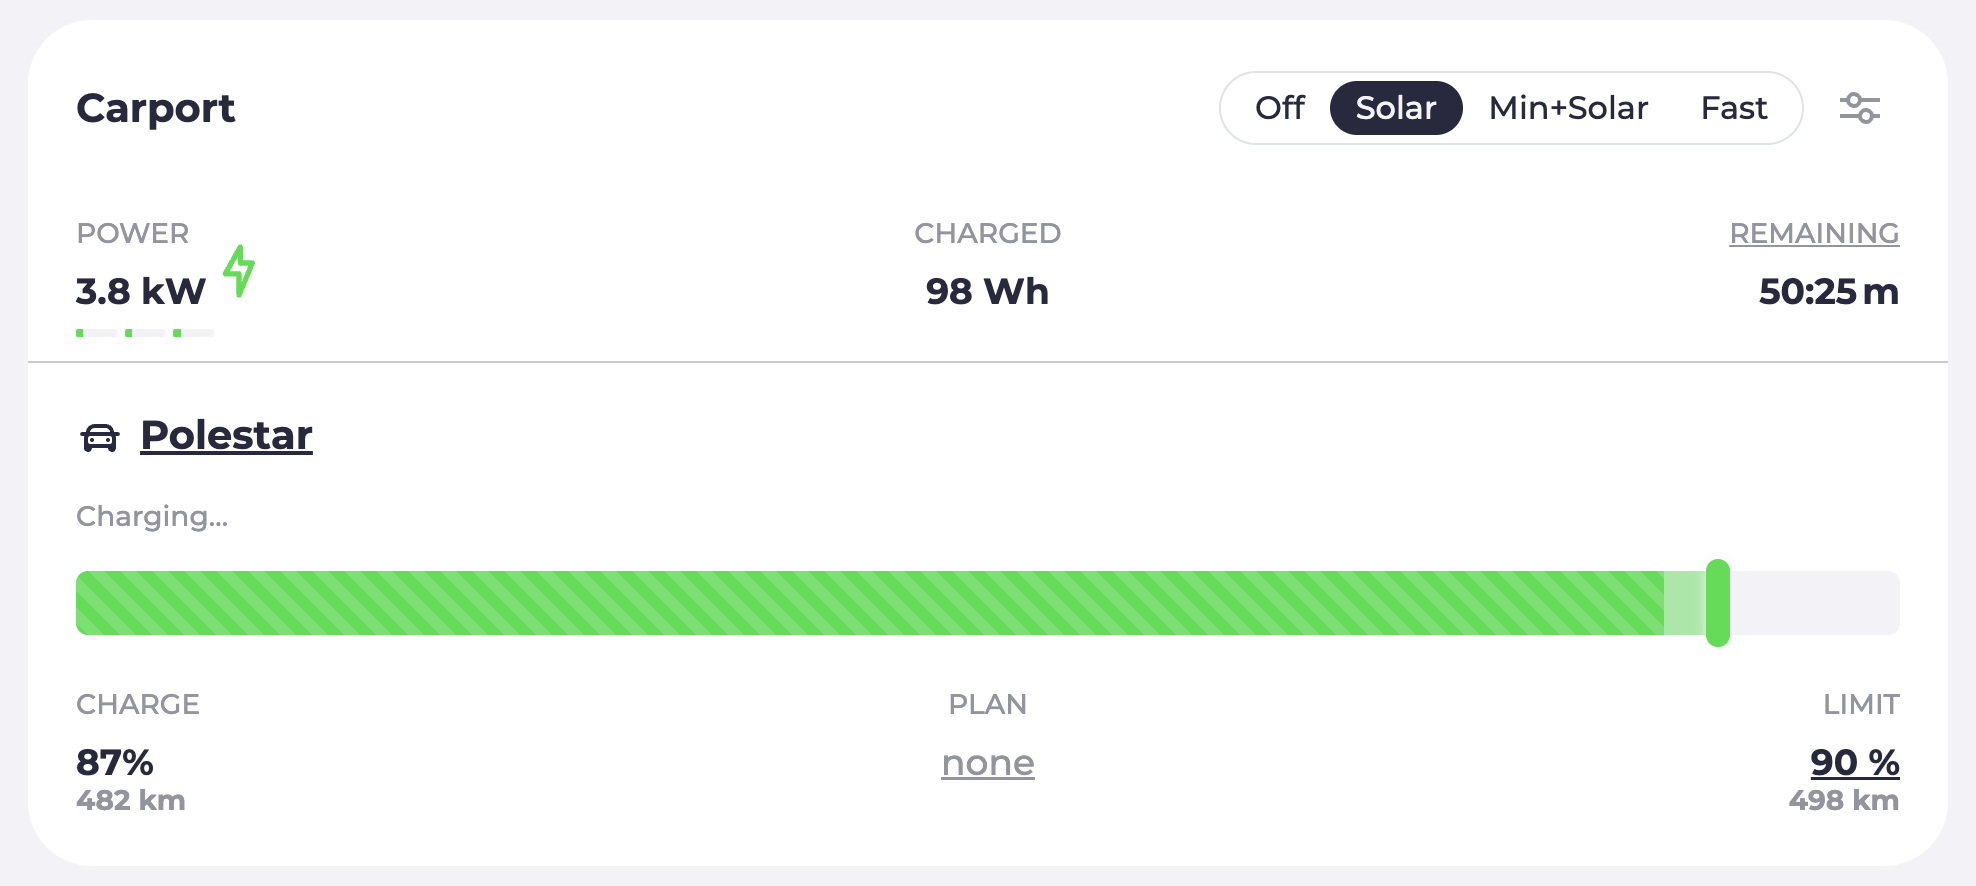 Carport
Off Solar Min+Solar Fast
POWER CHARGED REMAINING
3.8 kW 98 Wh 50:25 m
Polestar
Charging...
CHARGE PLAN LIMIT
87% none 90 %
482 km 498 km